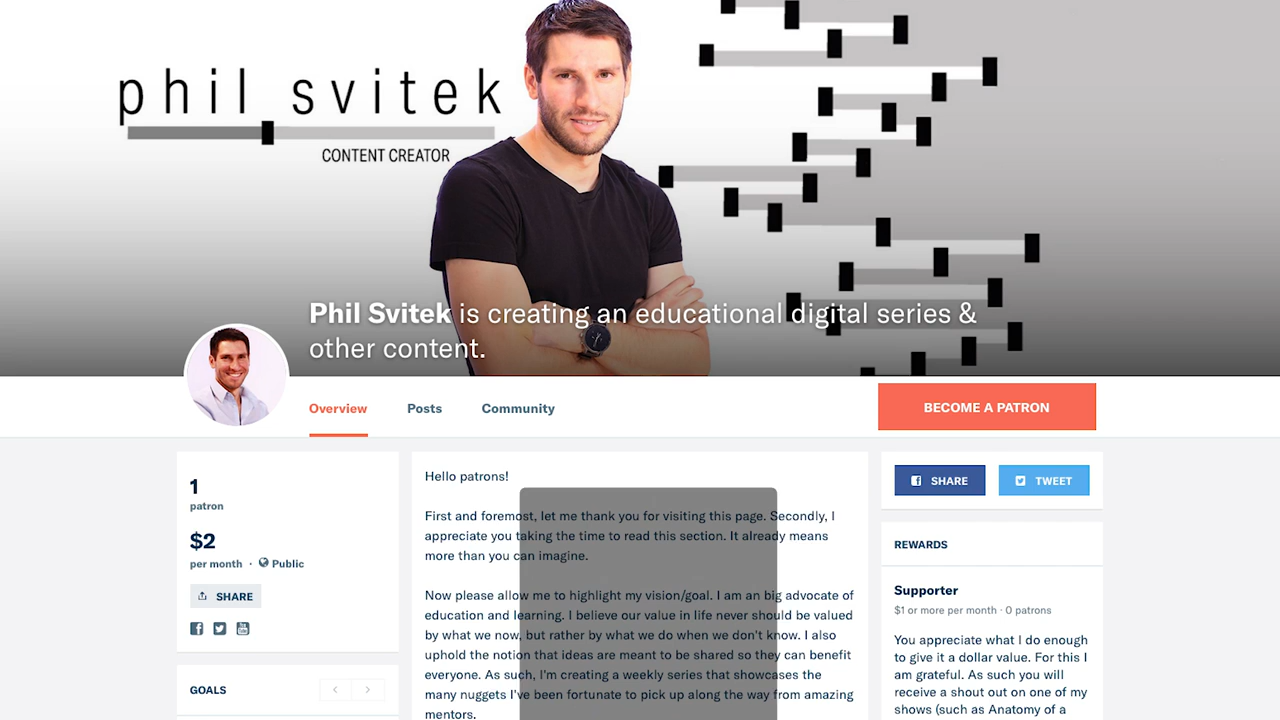 phil svitek
CONTENT CREATOR
Phil Svitek is creating an educational digital series &
other content.
Overview
Posts
Community
BECOME A PATRON
1
patron
$2
per month · Public
SHARE
GOALS
Hello patrons!
First and foremost, let me thank you for visiting this page. Secondly, I
appreciate you taking the time to read this section. It already means
more than you can imagine.
Now please allow me to highlight my vision/goal. I am an big advocate of
education and learning. I believe our value in life never should be valued
by what we now, but rather by what we do when we don't know. I also
uphold the notion that ideas are meant to be shared so they can benefit
everyone. As such, I'm creating a weekly series that showcases the
many nuggets I've been fortunate to pick up along the way from amazing
mentors.
SHARE
TWEET
REWARDS
Supporter
$1 or more per month · 0 patrons
You appreciate what I do enough
to give it a dollar value. For this I
am grateful. As such you will
receive a shout out on one of my
shows (such as Anatomy of a